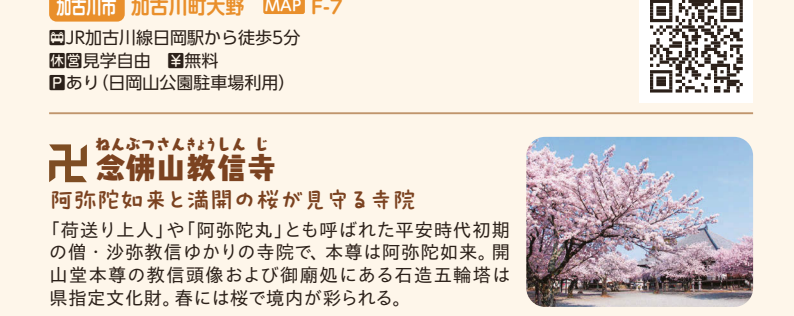 加古川市 加古川町大野 MAP F-7
JR加古川線日岡駅から徒歩5分
休営見学自由 ¥無料
Pあり(日岡山公園駐車場利用)
ねんぶつさんきょうしんじ
卍 念佛山教信寺
阿弥陀如来と満開の桜が見守る寺院
「荷送り上人」や「阿弥陀丸」とも呼ばれた平安時代初期
の僧・沙弥教信ゆかりの寺院で、本尊は阿弥陀如来。開
山堂本尊の教信頭像および御廟処にある石造五輪塔は
県指定文化財。春には桜で境内が彩られる。